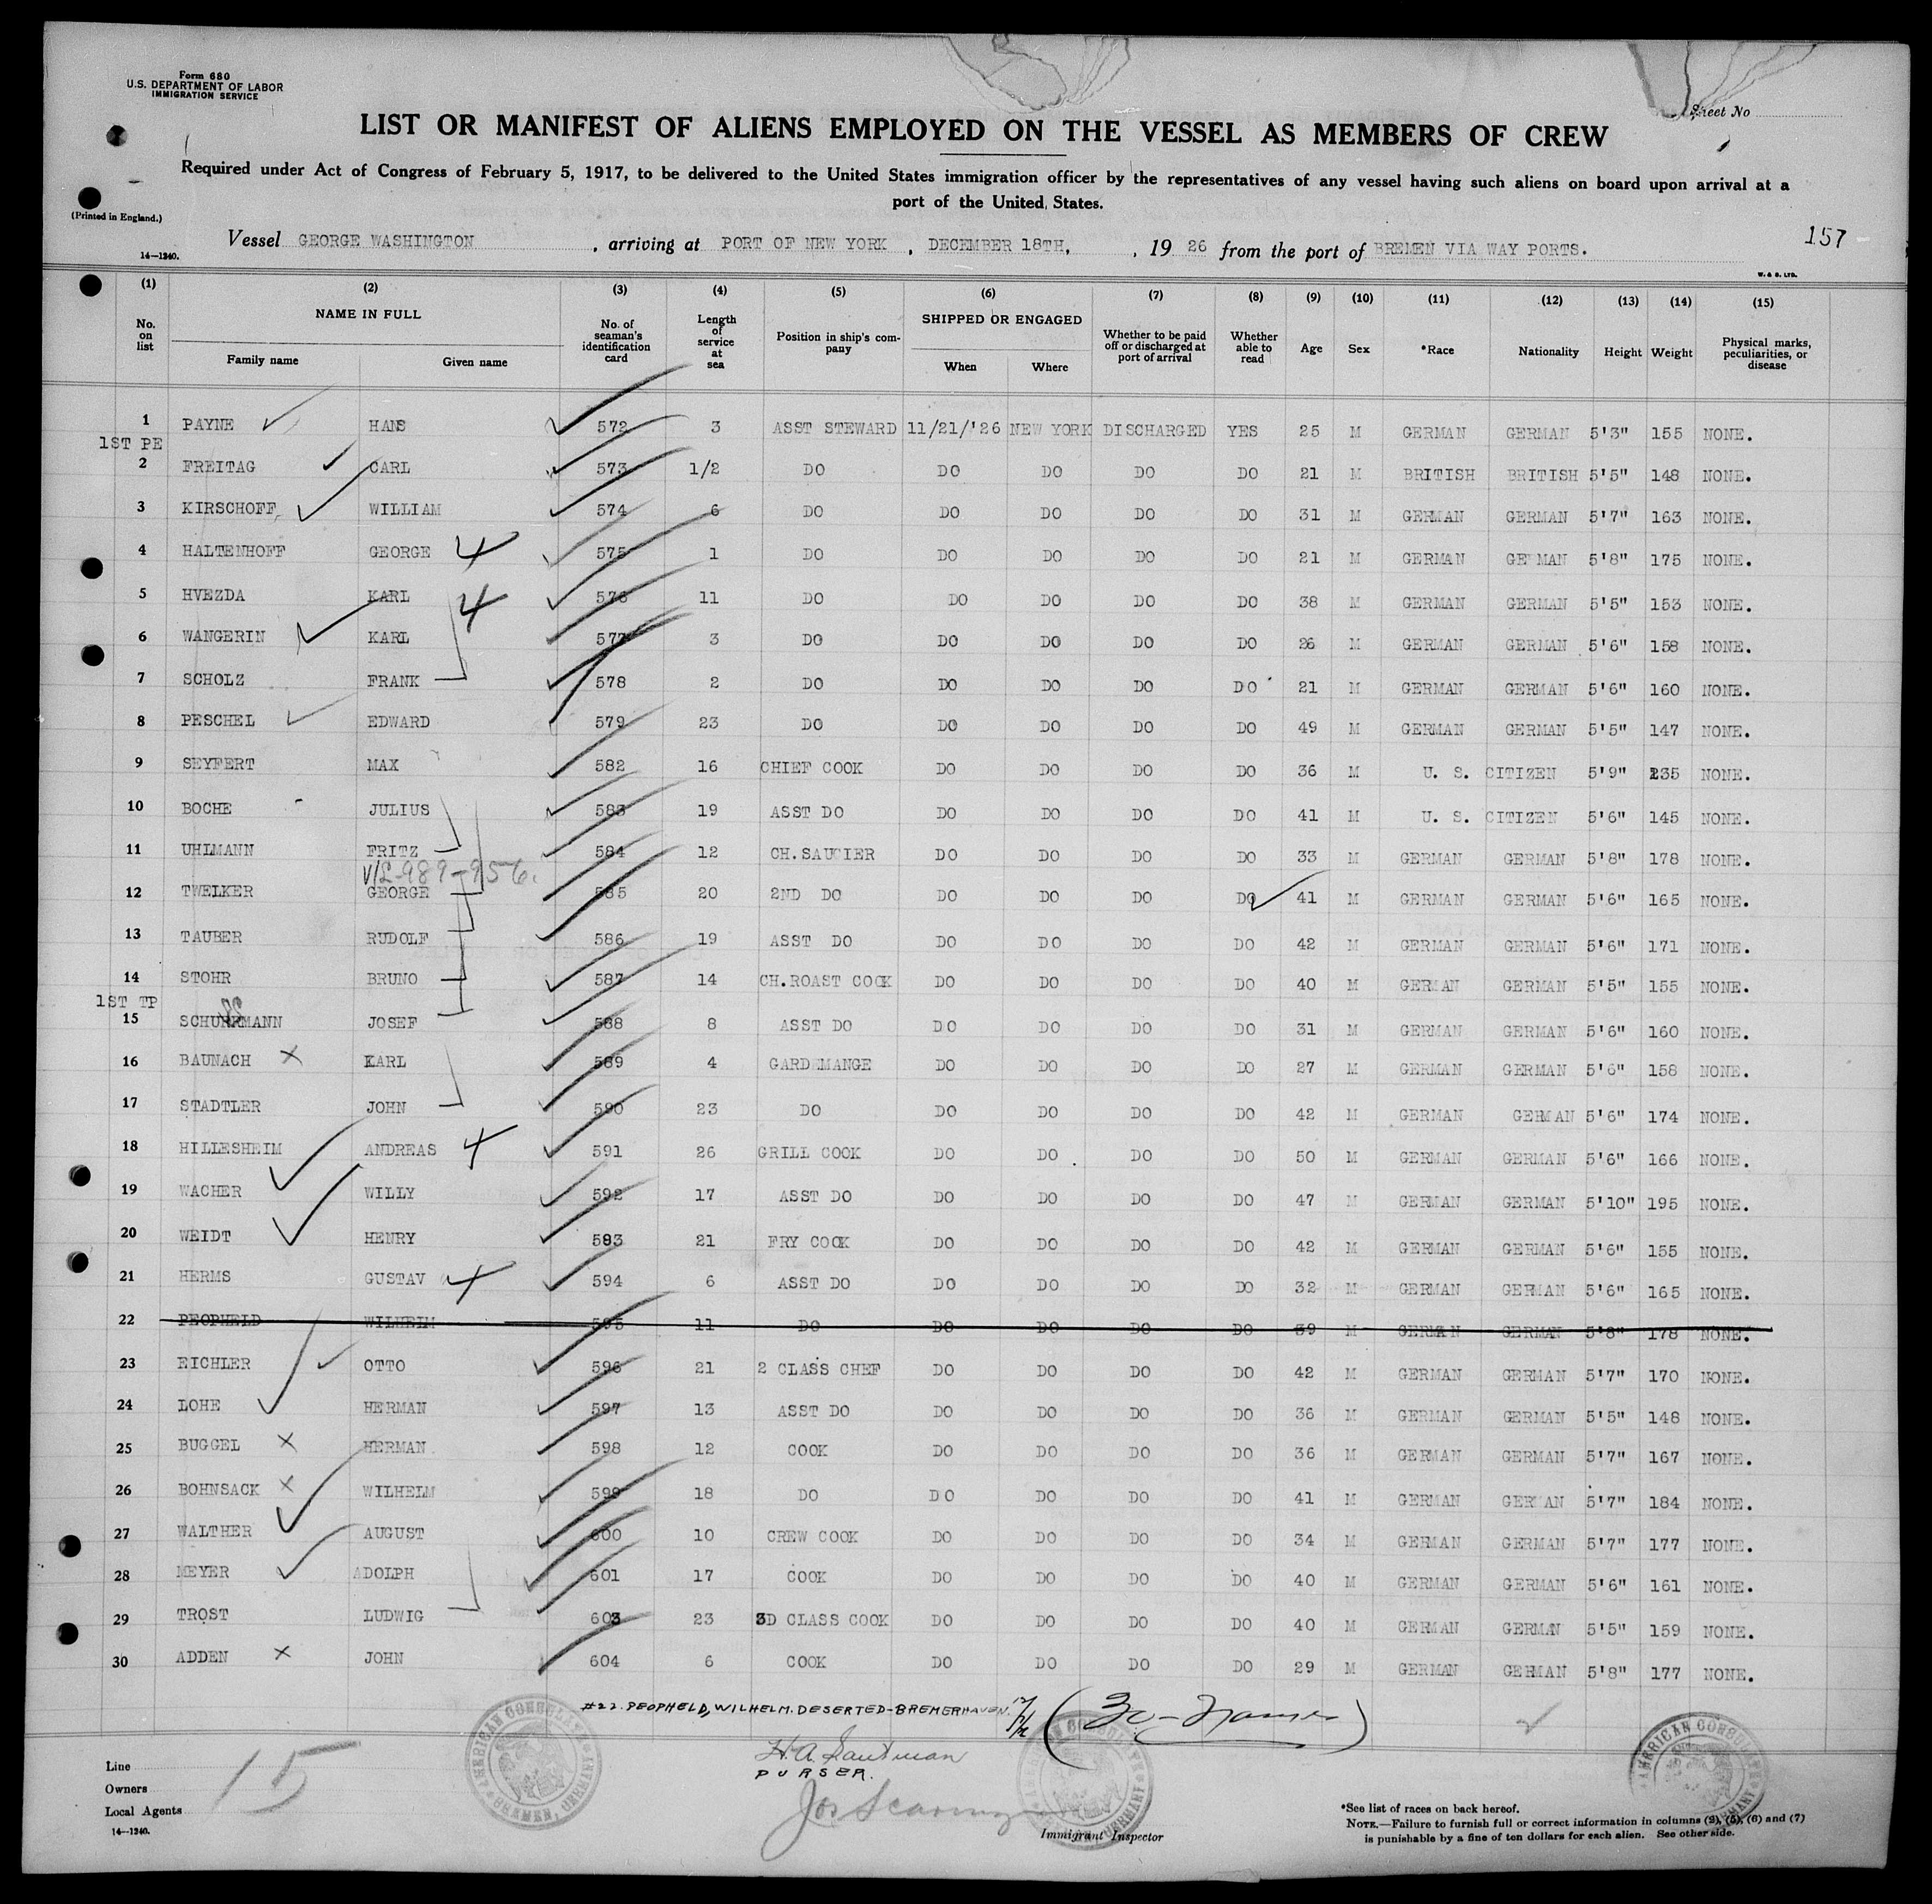 Form 680
U.S. DEPARTMENT OF LABOR
IMMIGRATION SERVICE
Sheet No
LIST OR MANIFEST OF ALIENS EMPLOYED ON THE VESSEL AS MEMBERS OF CREW
Required under Act of Congress of February 5, 1917, to be delivered to the United States immigration officer by the representatives of any vessel having such aliens on board upon arrival at a
port of the United States.
(Printed in England.)
Vessel GEORGE WASHINGTON, arriving at PORT OF NEW YORK, DECEMBER 18TH, , 19 26 from the port of BREMEN VIA WAY PORTS. 157
14—1240. W. & S. LTD.
(1) (2) (3) (4) (5) (6) (7) (8) (9) (10) (11) (12) (13) (14) (15)
No. on list NAME IN FULL Family name Given name No. of seaman's identification card Length of service at sea Position in ship's company SHIPPED OR ENGAGED When Where Whether to be paid off or discharged at port of arrival Whether able to read Age Sex *Race Nationality Height Weight Physical marks, peculiarities, or disease
1 PAYNE HANS 572 3 ASST STEWARD 11/21/'26 NEW YORK DISCHARGED YES 25 M GERMAN GERMAN 5'3" 155 NONE.
1ST PE
2 FREITAG CARL 573 1/2 DO DO DO DO DO 21 M BRITISH BRITISH 5'5" 148 NONE.
3 KIRSCHOFF WILLIAM 574 6 DO DO DO DO DO 31 M GERMAN GERMAN 5'7" 163 NONE.
4 HALTENHOFF GEORGE 575 1 DO DO DO DO DO 21 M GERMAN GE MAN 5'8" 175 NONE.
5 HVEZDA KARL 576 11 DO DO DO DO DO 38 M GERMAN GERMAN 5'5" 153 NONE.
6 WANGERIN KARL 577 3 DO DO DO DO DO 26 M GERMAN GERMAN 5'6" 158 NONE.
7 SCHOLZ FRANK 578 2 DO DO DO DO DO 21 M GERMAN GERMAN 5'6" 160 NONE.
8 PESCHEL EDWARD 579 23 DO DO DO DO DO 49 M GERMAN GERMAN 5'5" 147 NONE.
9 SEYFERT MAX 582 16 CHIEF COOK DO DO DO DO 36 M U. S. CITIZEN 5'9" 235 NONE.
10 BOCHE JULIUS 583 19 ASST DO DO DO DO DO 41 M U. S. CITIZEN 5'6" 145 NONE.
11 UHLMANN FRITZ 584 12 CH.SAUCIER DO DO DO DO 33 M GERMAN GERMAN 5'8" 178 NONE.
V/L-989-956.
12 TWELKER GEORGE 585 20 2ND DO DO DO DO DO 41 M GERMAN GERMAN 5'6" 165 NONE.
13 TAUBER RUDOLF 586 19 ASST DO DO DO DO DO 42 M GERMAN GERMAN 5'6" 171 NONE.
14 STOHR BRUNO 587 14 CH.ROAST COOK DO DO DO DO 40 M GERMAN GERMAN 5'5" 155 NONE.
1ST TP
15 SCHUHRMANN JOSEF 588 8 ASST DO DO DO DO DO 31 M GERMAN GERMAN 5'6" 160 NONE.
16 BAUNACH KARL 589 4 GARDEMANGE DO DO DO DO 27 M GERMAN GERMAN 5'6" 158 NONE.
17 STADTLER JOHN 590 23 DO DO DO DO DO 42 M GERMAN GERMAN 5'6" 174 NONE.
18 HILLESHEIM ANDREAS 591 26 GRILL COOK DO DO DO DO 50 M GERMAN GERMAN 5'6" 166 NONE.
19 WACHER WILLY 592 17 ASST DO DO DO DO DO 47 M GERMAN GERMAN 5'10" 195 NONE.
20 WEIDT HENRY 593 21 FRY COOK DO DO DO DO 42 M GERMAN GERMAN 5'6" 155 NONE.
21 HERMS GUSTAV 594 6 ASST DO DO DO DO DO 32 M GERMAN GERMAN 5'6" 165 NONE.
22 PEOPHELD WILHELM 595 11 DO DO DO DO DO 39 M GERMAN GERMAN 5'8" 178 NONE.
23 EICHLER OTTO 596 21 2 CLASS CHEF DO DO DO DO 42 M GERMAN GERMAN 5'7" 170 NONE.
24 LOHE HERMAN 597 13 ASST DO DO DO DO DO 36 M GERMAN GERMAN 5'5" 148 NONE.
25 BUGGEL HERMAN 598 12 COOK DO DO DO DO 36 M GERMAN GERMAN 5'7" 167 NONE.
26 BOHNSACK WILHELM 599 18 DO DO DO DO DO 41 M GERMAN GERMAN 5'7" 184 NONE.
27 WALTHER AUGUST 600 10 CREW COOK DO DO DO DO 34 M GERMAN GERMAN 5'7" 177 NONE.
28 MEYER ADOLPH 601 17 COOK DO DO DO DO 40 M GERMAN GERMAN 5'6" 161 NONE.
29 TROST LUDWIG 603 23 3D CLASS COOK DO DO DO DO 40 M GERMAN GERMAN 5'5" 159 NONE.
30 ADDEN JOHN 604 6 COOK DO DO DO DO 29 M GERMAN GERMAN 5'8" 177 NONE.
#22. PEOPHELD, WILHELM. DESERTED-BREMERHAVEN.
H.A.
PURSER.
15
Line
Owners
Local Agents
14—1240.
AMERICAN CONSULATE BREMEN, GERMANY
Immigrant Inspector
*See list of races on back hereof.
NOTE.—Failure to furnish full or correct information in columns (2), (5), (6) and (7)
is punishable by a fine of ten dollars for each alien. See other side.